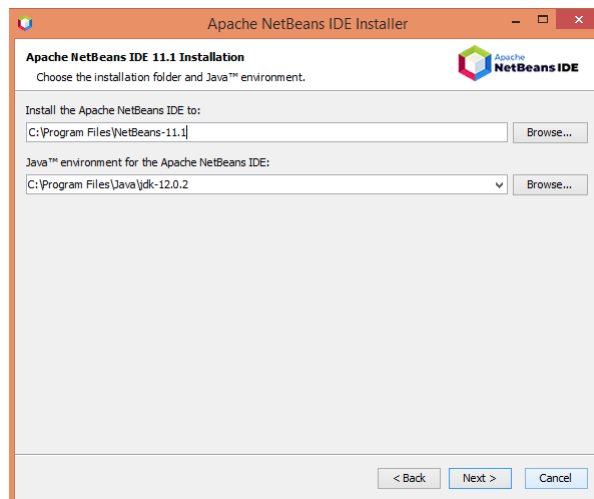 Apache NetBeans IDE Installer
Apache NetBeans IDE 11.1 Installation
Choose the installation folder and Java™ environment.
Apache
NetBeans IDE
Install the Apache NetBeans IDE to:
C:\Program Files\NetBeans-11.1
Browse...
Java™ environment for the Apache NetBeans IDE:
C:\Program Files\Java\jdk-12.0.2
Browse...
< Back Next > Cancel